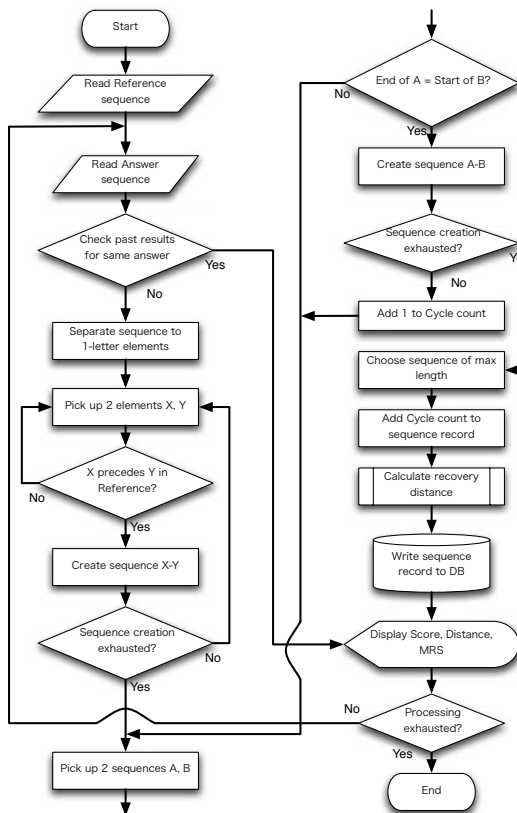 Start
Read Reference
sequence
Read Answer
sequence
Check past results
for same answer
Yes
No
Separate sequence to
1-letter elements
Pick up 2 elements X, Y
X precedes Y in
Reference?
No
Yes
Create sequence X-Y
Sequence creation
exhausted?
No
Yes
Pick up 2 sequences A, B
End of A = Start of B?
No
Yes
Create sequence A-B
Sequence creation
exhausted?
No
Add 1 to Cycle count
Choose sequence of max
length
Add Cycle count to
sequence record
Calculate recovery
distance
Write sequence
record to DB
Display Score, Distance,
MRS
No
Processing
exhausted?
Yes
End